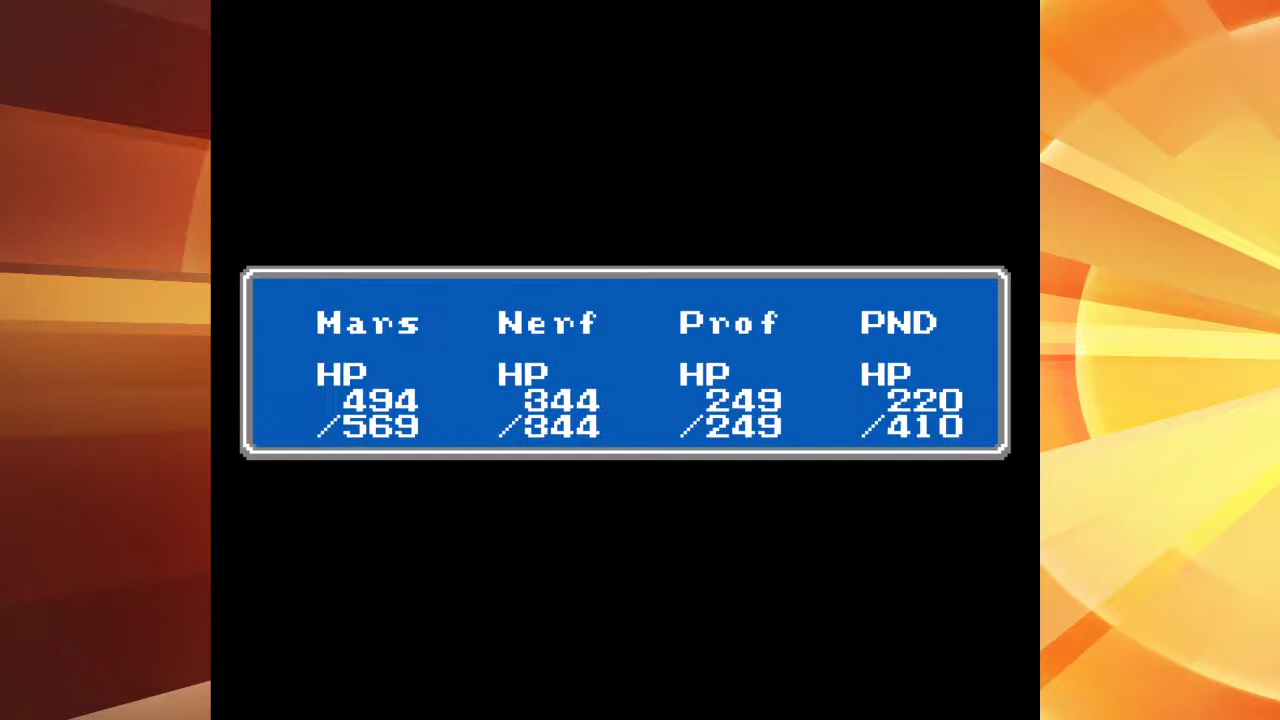 Mars Nerf Prof PND
HP HP HP HP
494 344 249 220
/569 /344 /249 /410